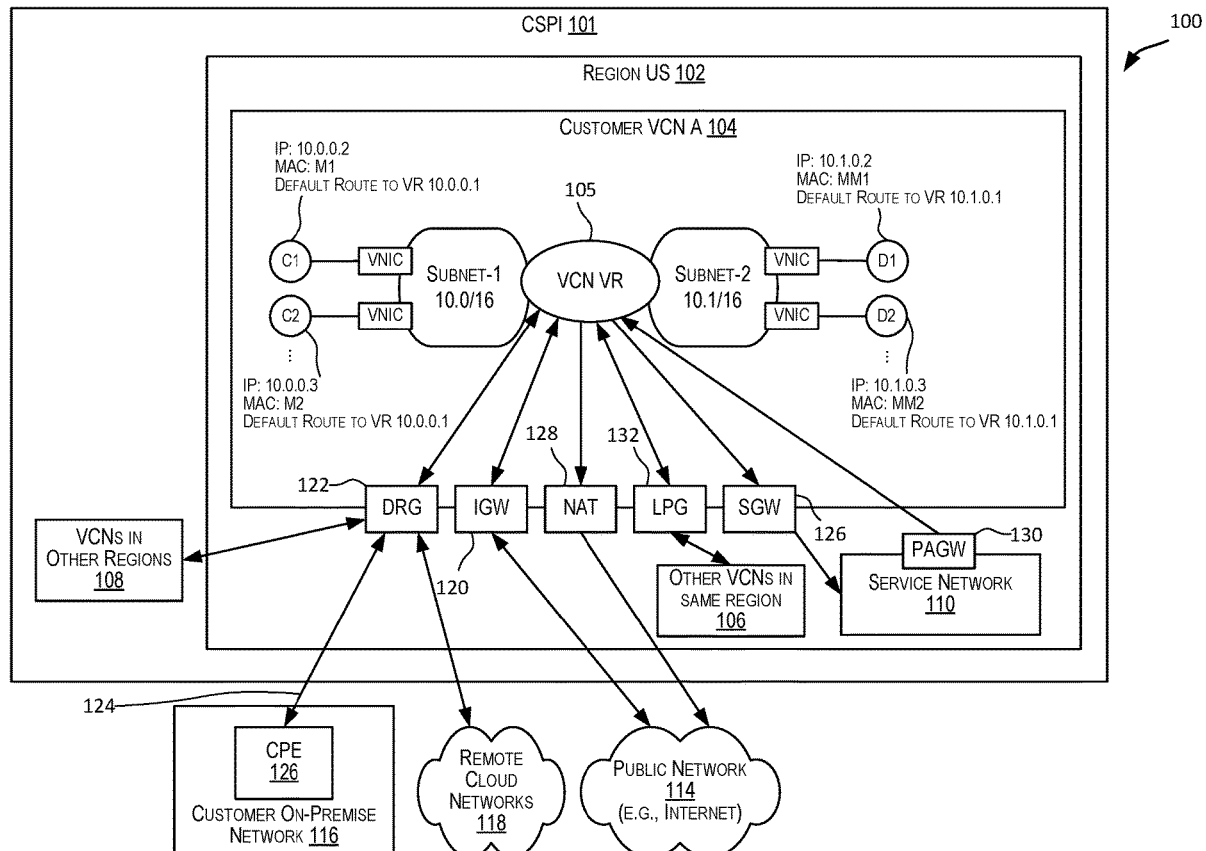 CSPI 101
100
REGION US 102
CUSTOMER VCN A 104
IP: 10.0.0.2
MAC: M1
DEFAULT ROUTE TO VR 10.0.0.1
IP: 10.1.0.2
MAC: MM1
DEFAULT ROUTE TO VR 10.1.0.1
105
C1
VNIC
SUBNET-1
10.0/16
C2
VNIC
VCN VR
SUBNET-2
10.1/16
VNIC
D1
VNIC
D2
...
...
IP: 10.0.0.3
MAC: M2
DEFAULT ROUTE TO VR 10.0.0.1
IP: 10.1.0.3
MAC: MM2
DEFAULT ROUTE TO VR 10.1.0.1
122
128
132
DRG
IGW
NAT
LPG
SGW
126
130
120
PAGW
VCNS IN
OTHER REGIONS
108
OTHER VCNS IN
SAME REGION
106
SERVICE NETWORK
110
124
CPE
126
CUSTOMER ON-PREMISE
NETWORK 116
REMOTE
CLOUD
NETWORKS
118
PUBLIC NETWORK
114
(E.G., INTERNET)